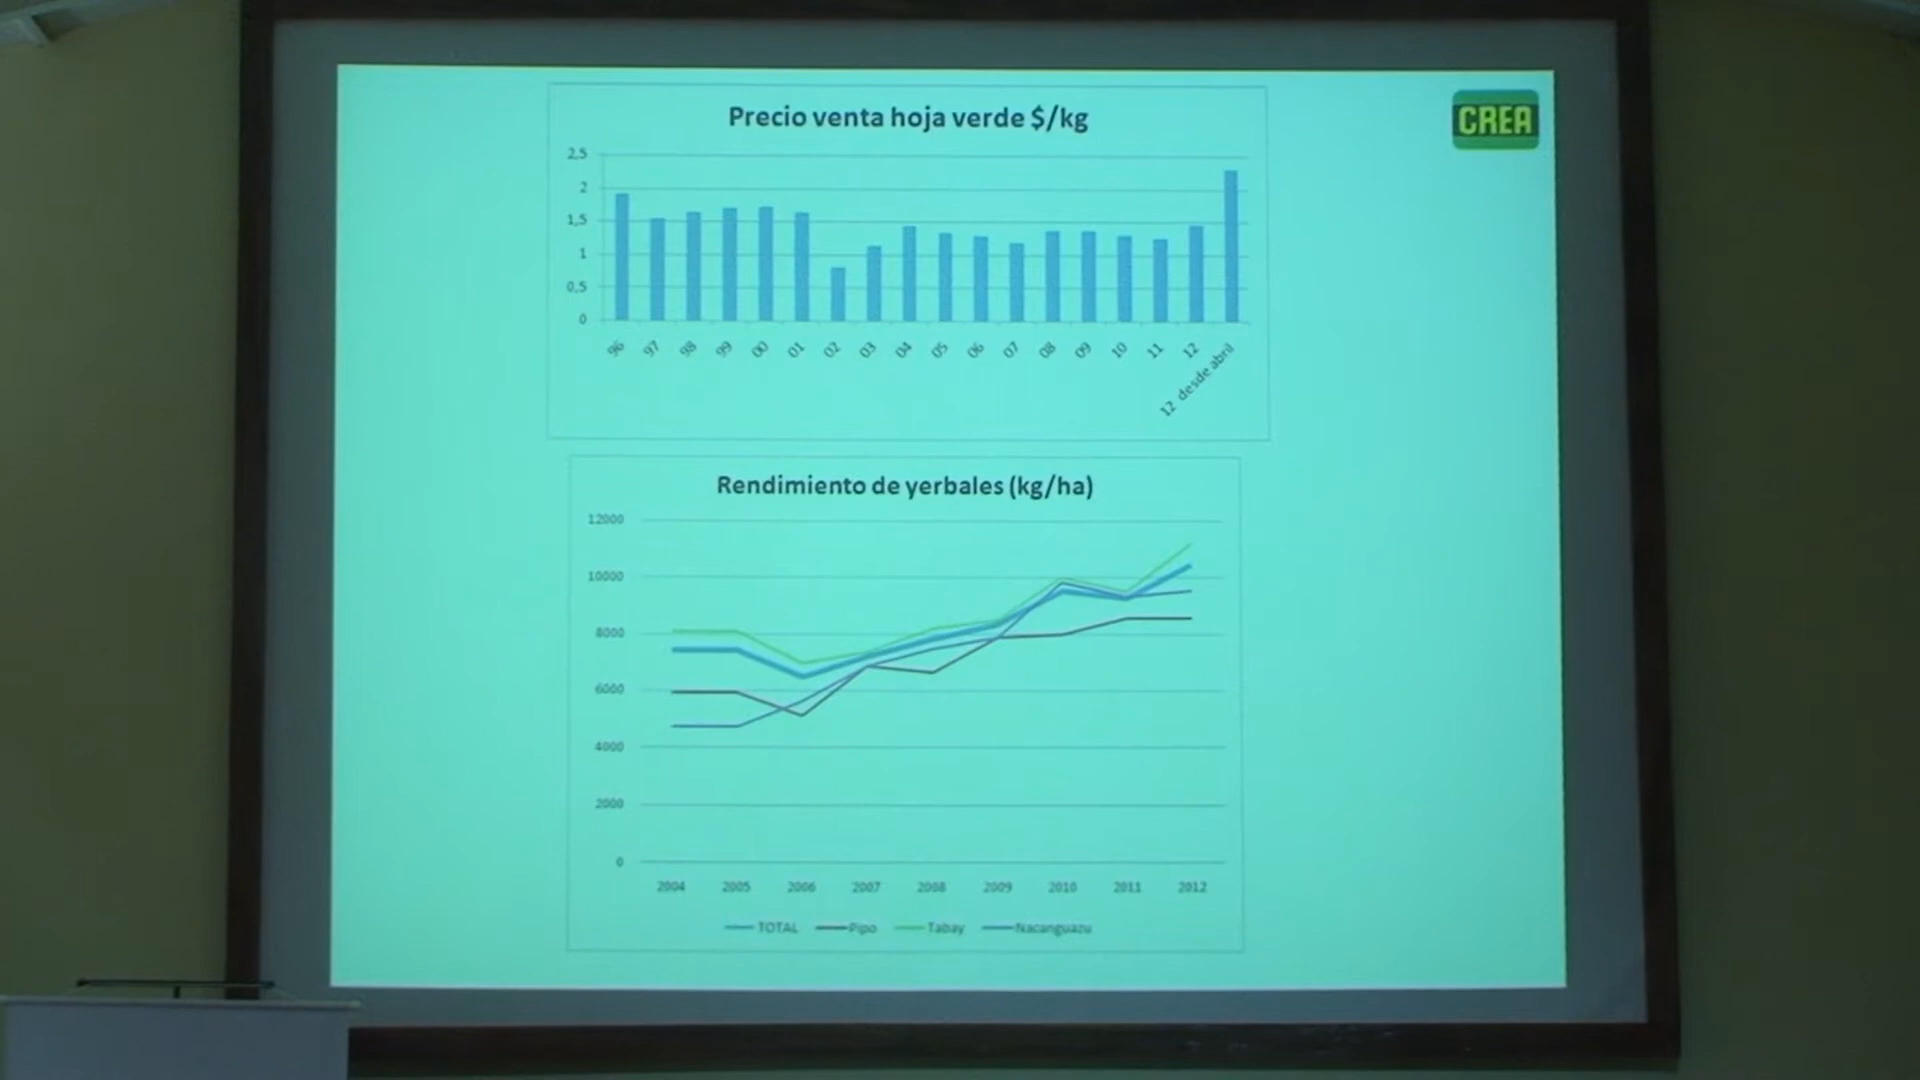 CREA
Precio venta hoja verde $/kg
2,5
2
1,5
1
0,5
0
96 97 98 99 00 01 02 03 04 05 06 07 08 09 10 11 12 12 desde abril
Rendimiento de yerbales (kg/ha)
12000
10000
8000
6000
4000
2000
0
2004 2005 2006 2007 2008 2009 2010 2011 2012
TOTAL Pipo Tabay Nacanguazu